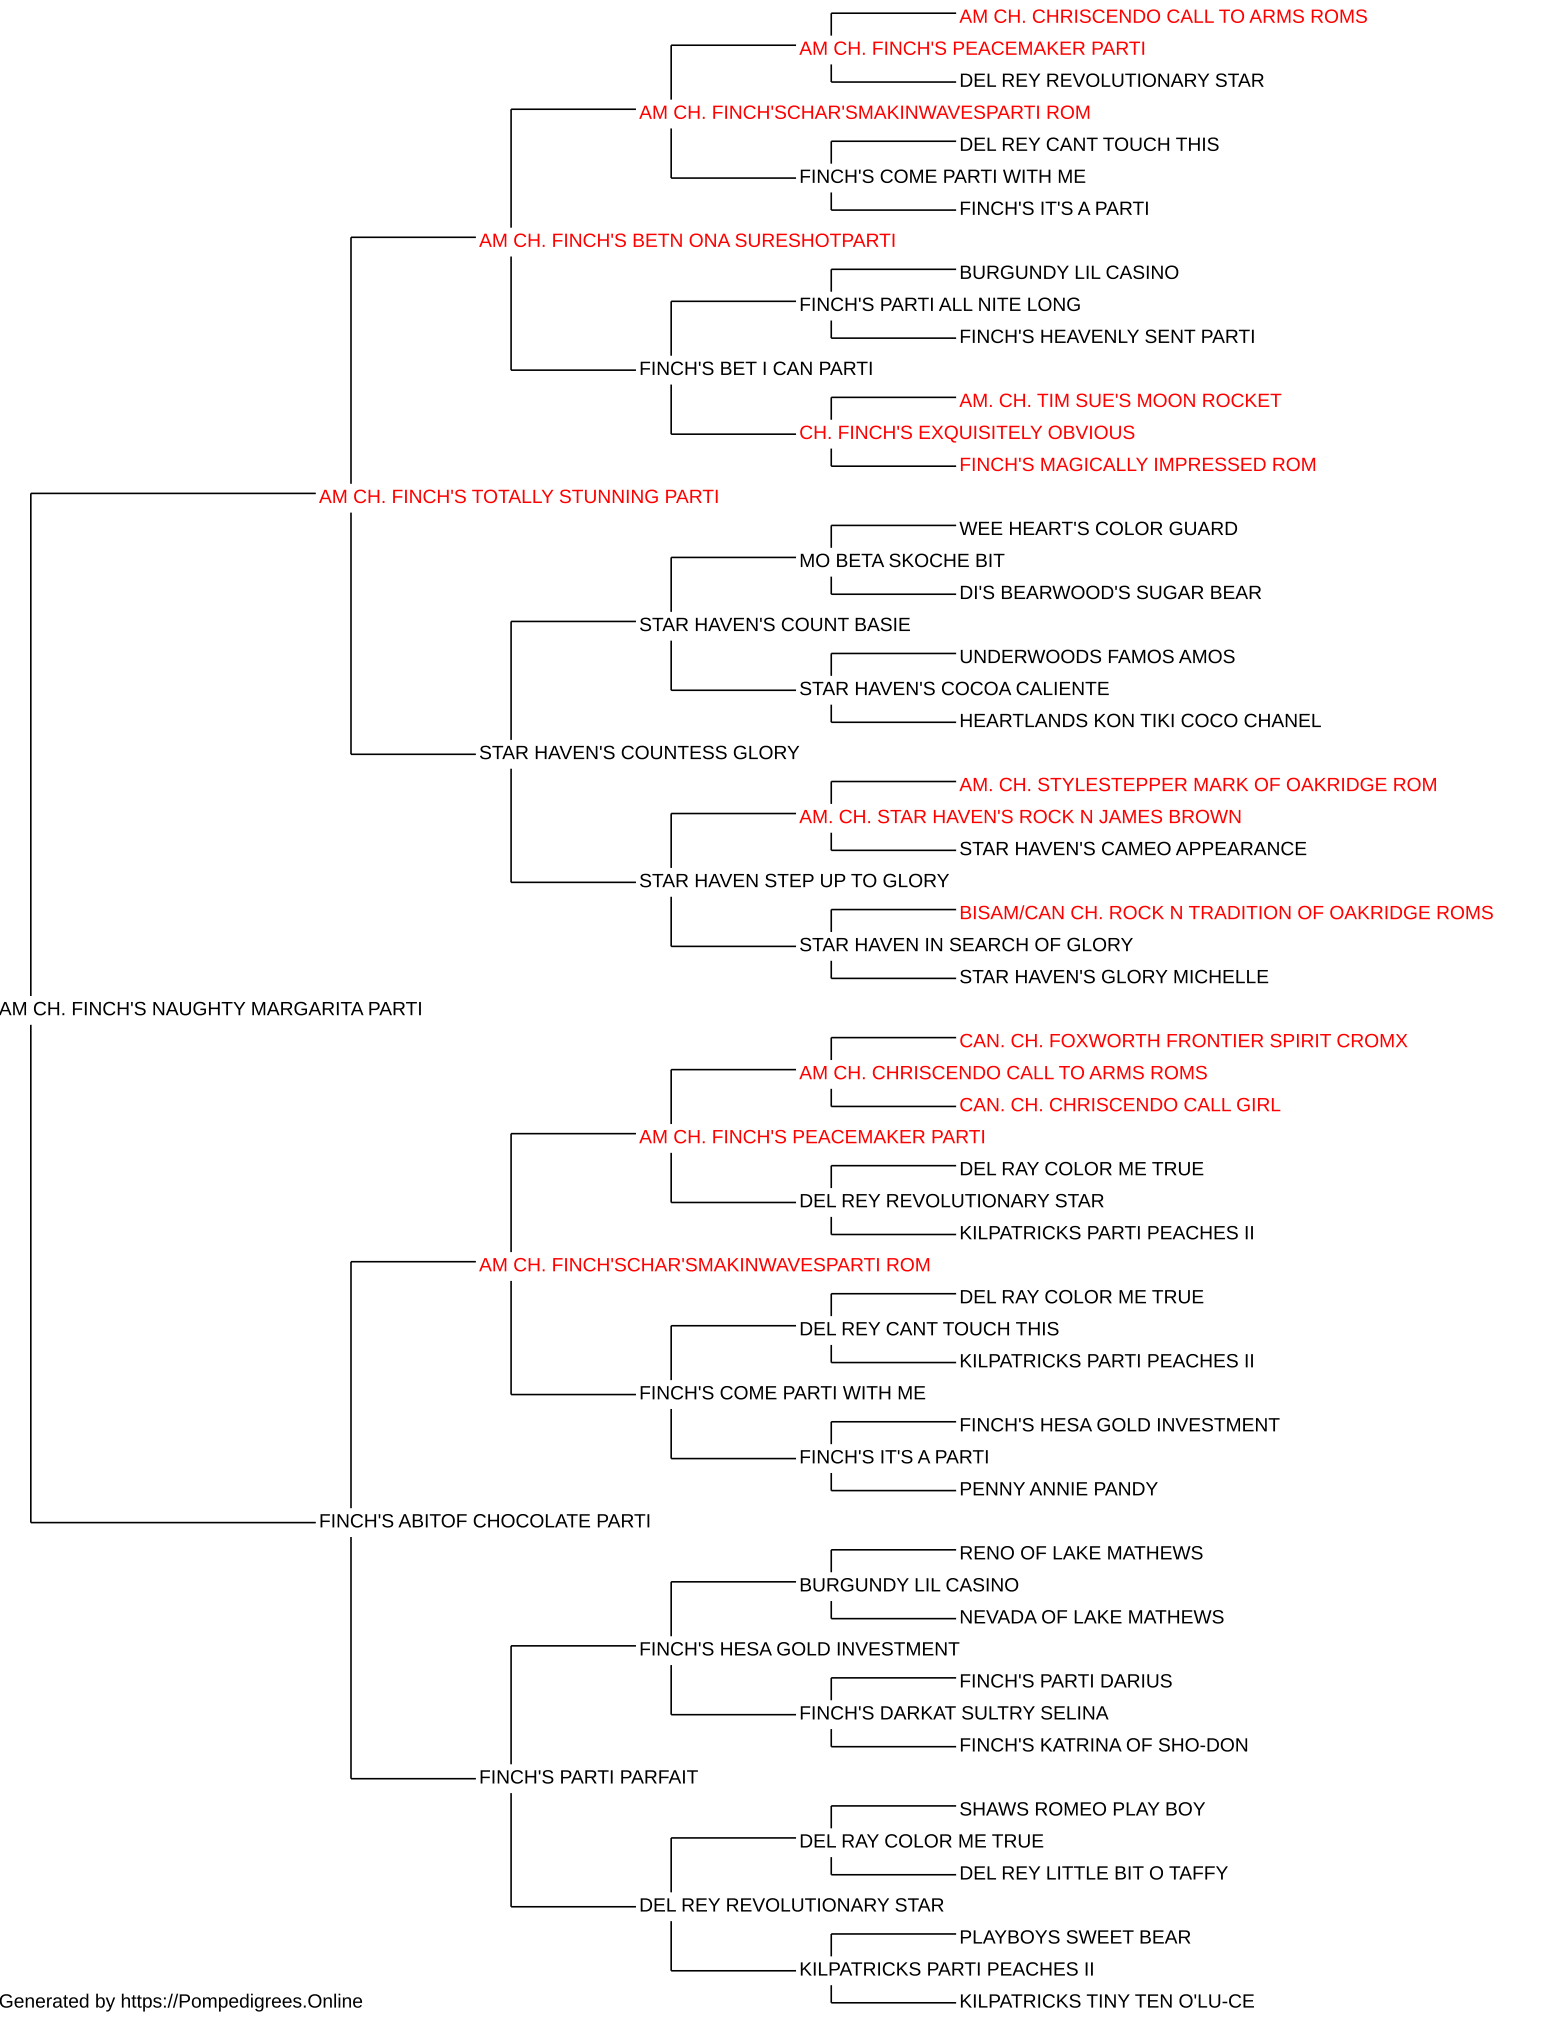 AM CH. CHRISCENDO CALL TO ARMS ROMS
AM CH. FINCH'S PEACEMAKER PARTI
DEL REY REVOLUTIONARY STAR
AM CH. FINCH'SCHAR'SMAKINWAVESPARTI ROM
DEL REY CANT TOUCH THIS
FINCH'S COME PARTI WITH ME
FINCH'S IT'S A PARTI
AM CH. FINCH'S BETN ONA SURESHOTPARTI
BURGUNDY LIL CASINO
FINCH'S PARTI ALL NITE LONG
FINCH'S HEAVENLY SENT PARTI
FINCH'S BET I CAN PARTI
AM. CH. TIM SUE'S MOON ROCKET
CH. FINCH'S EXQUISITELY OBVIOUS
FINCH'S MAGICALLY IMPRESSED ROM
AM CH. FINCH'S TOTALLY STUNNING PARTI
WEE HEART'S COLOR GUARD
MO BETA SKOCHE BIT
DI'S BEARWOOD'S SUGAR BEAR
STAR HAVEN'S COUNT BASIE
UNDERWOODS FAMOS AMOS
STAR HAVEN'S COCOA CALIENTE
HEARTLANDS KON TIKI COCO CHANEL
STAR HAVEN'S COUNTESS GLORY
AM. CH. STYLESTEPPER MARK OF OAKRIDGE ROM
AM. CH. STAR HAVEN'S ROCK N JAMES BROWN
STAR HAVEN'S CAMEO APPEARANCE
STAR HAVEN STEP UP TO GLORY
BISAM/CAN CH. ROCK N TRADITION OF OAKRIDGE ROMS
STAR HAVEN IN SEARCH OF GLORY
STAR HAVEN'S GLORY MICHELLE
AM CH. FINCH'S NAUGHTY MARGARITA PARTI
CAN. CH. FOXWORTH FRONTIER SPIRIT CROMX
AM CH. CHRISCENDO CALL TO ARMS ROMS
CAN. CH. CHRISCENDO CALL GIRL
AM CH. FINCH'S PEACEMAKER PARTI
DEL RAY COLOR ME TRUE
DEL REY REVOLUTIONARY STAR
KILPATRICKS PARTI PEACHES II
AM CH. FINCH'SCHAR'SMAKINWAVESPARTI ROM
DEL RAY COLOR ME TRUE
DEL REY CANT TOUCH THIS
KILPATRICKS PARTI PEACHES II
FINCH'S COME PARTI WITH ME
FINCH'S HESA GOLD INVESTMENT
FINCH'S IT'S A PARTI
PENNY ANNIE PANDY
FINCH'S ABITOF CHOCOLATE PARTI
RENO OF LAKE MATHEWS
BURGUNDY LIL CASINO
NEVADA OF LAKE MATHEWS
FINCH'S HESA GOLD INVESTMENT
FINCH'S PARTI DARIUS
FINCH'S DARKAT SULTRY SELINA
FINCH'S KATRINA OF SHO-DON
FINCH'S PARTI PARFAIT
SHAWS ROMEO PLAY BOY
DEL RAY COLOR ME TRUE
DEL REY LITTLE BIT O TAFFY
DEL REY REVOLUTIONARY STAR
PLAYBOYS SWEET BEAR
KILPATRICKS PARTI PEACHES II
KILPATRICKS TINY TEN O'LU-CE
Generated by https://Pompedigrees.Online